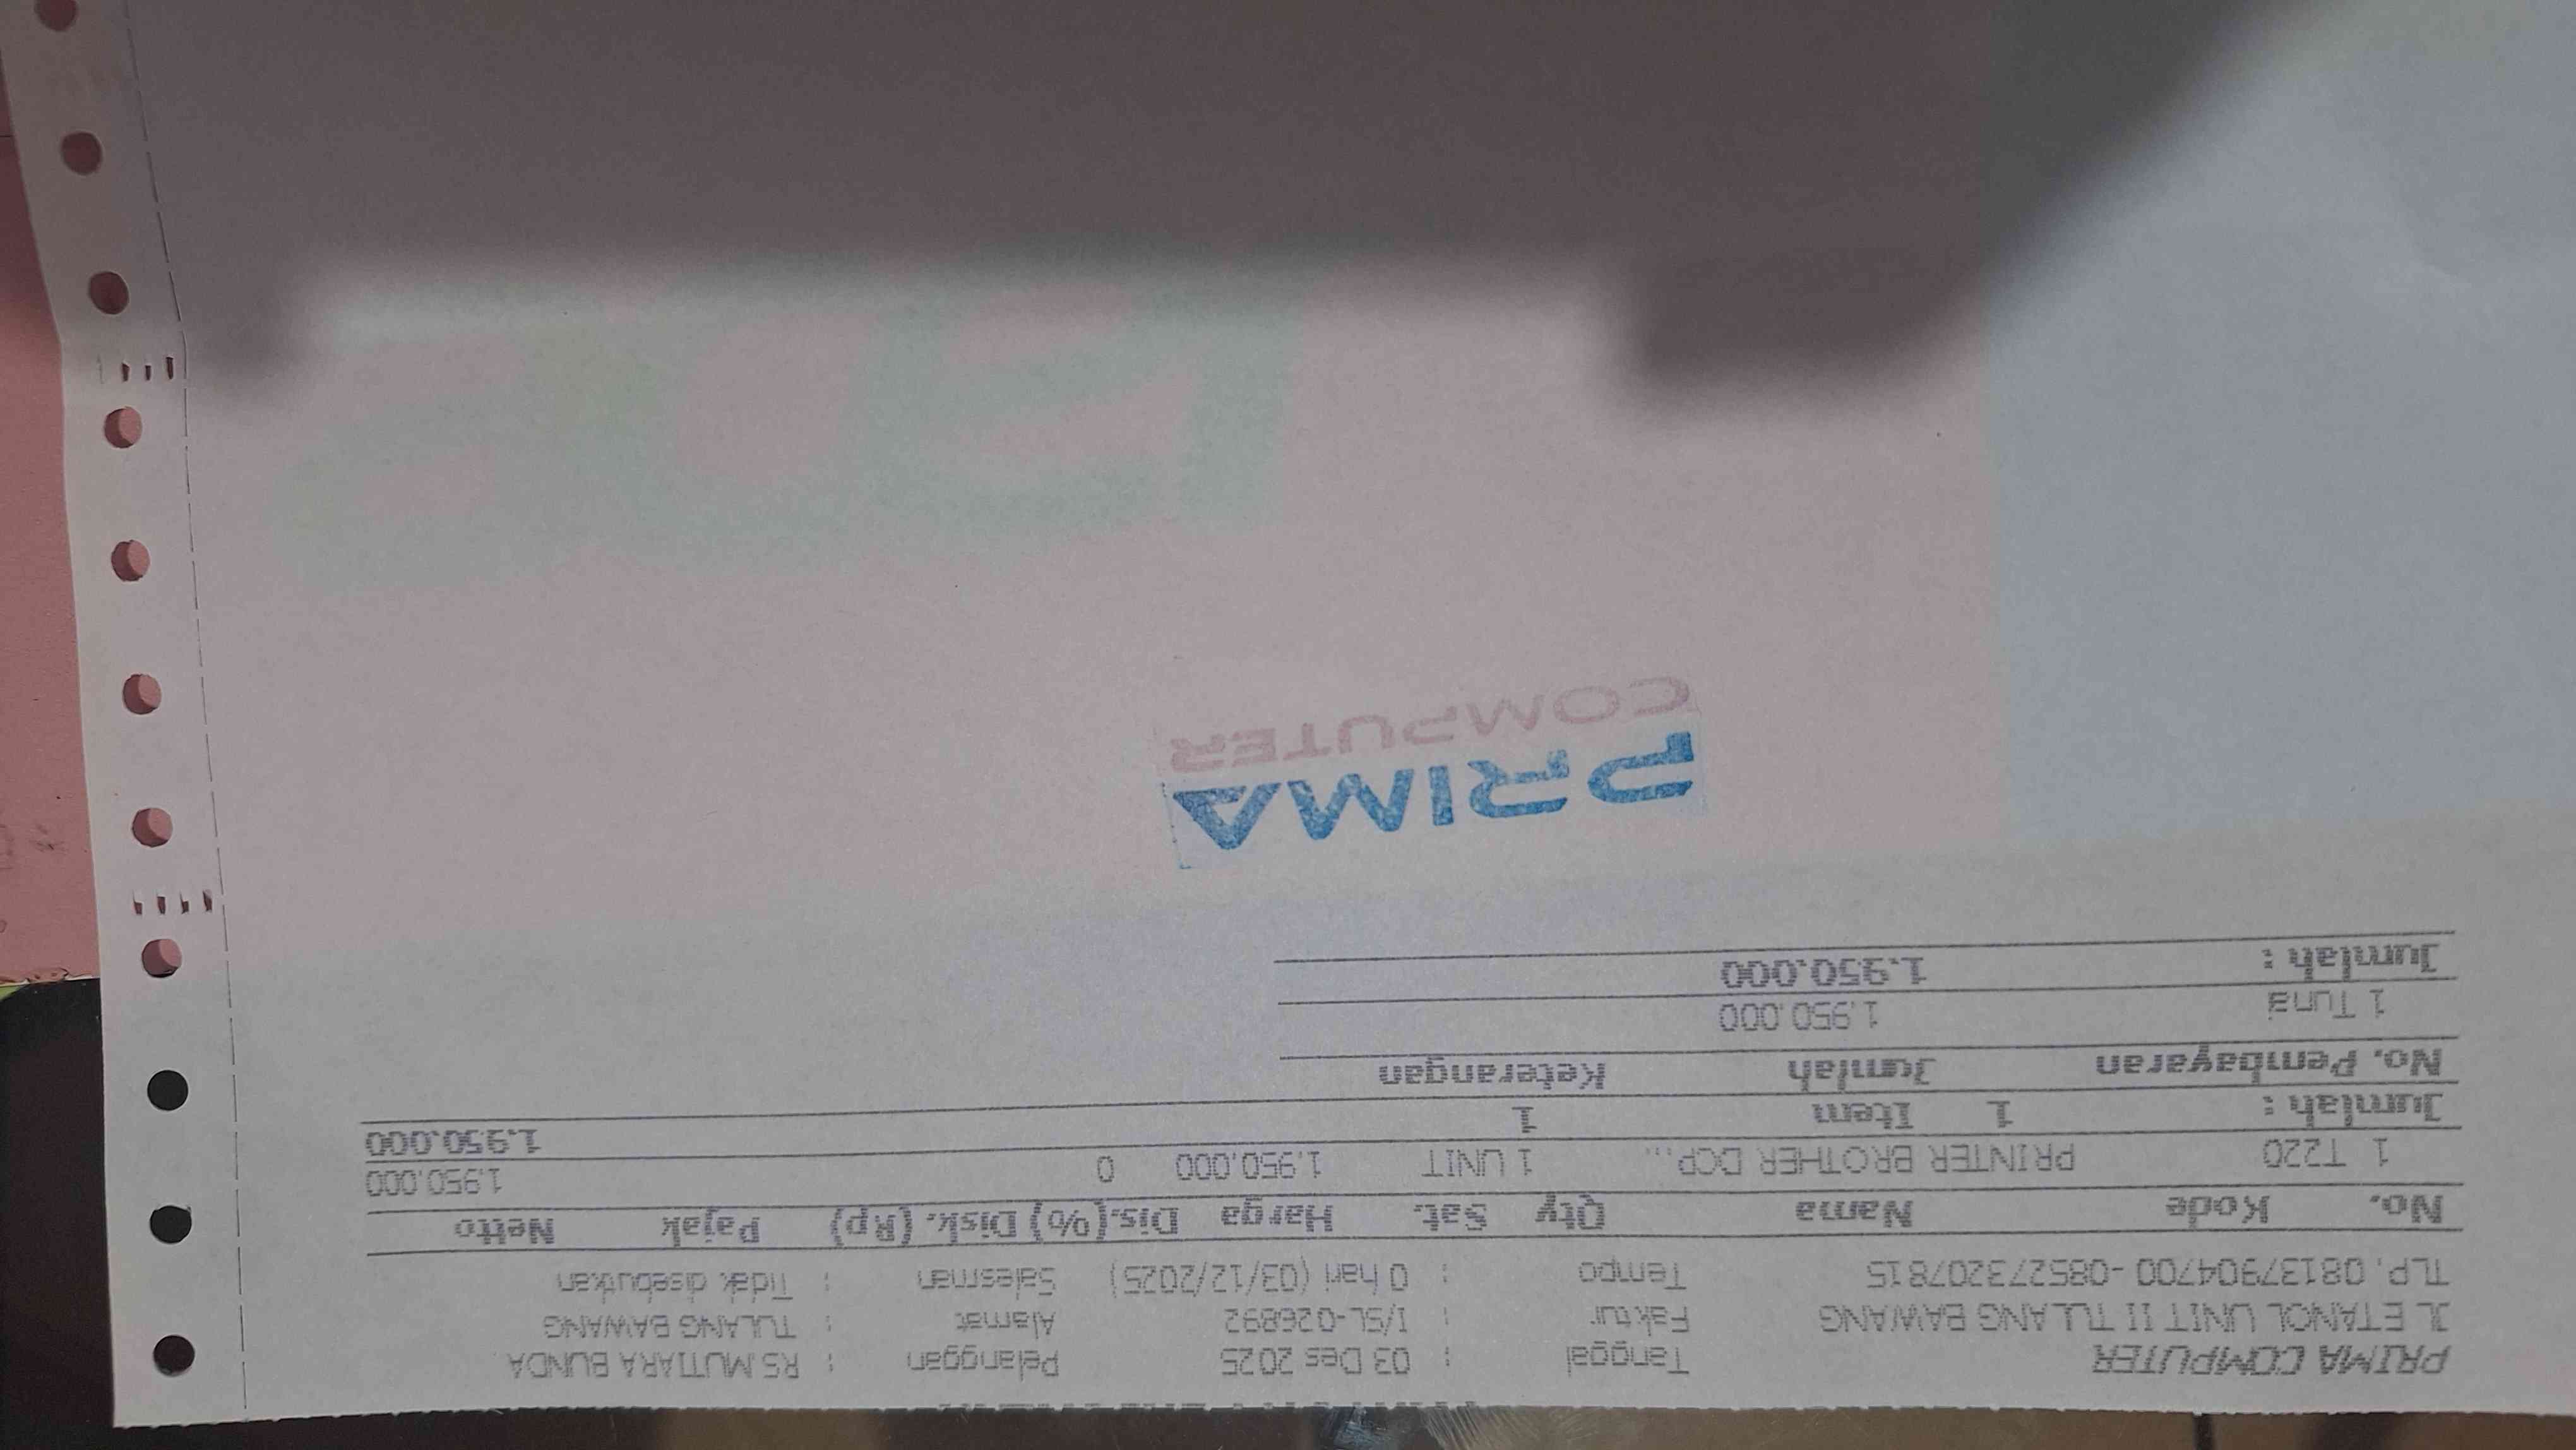 PRIMA COMPUTER Tanggal : 03 Des 2025 Pelanggan : RS.MUTIARA BUNDA
JL ETANOL UNIT II TULANG BAWANG Faktur : I/SL-026892 Alamat : TULANG BAWANG
TLP. 08137904700 -085273207815 Tempo : 0 hari (03/12/2025) Salesman : Tidak disebutkan
No. Kode Nama Qty Sat. Harga Dis.(%) Disk. (Rp) Pajak Netto
1 T220 PRINTER BROTHER DCP... 1 UNIT 1.950.000 0 1.950.000
Jumlah : 1 Item 1 1.950.000
No. Pembayaran Jumlah Keterangan
1 Tunai 1.950.000
Jumlah : 1.950.000
PRIMA
COMPUTER